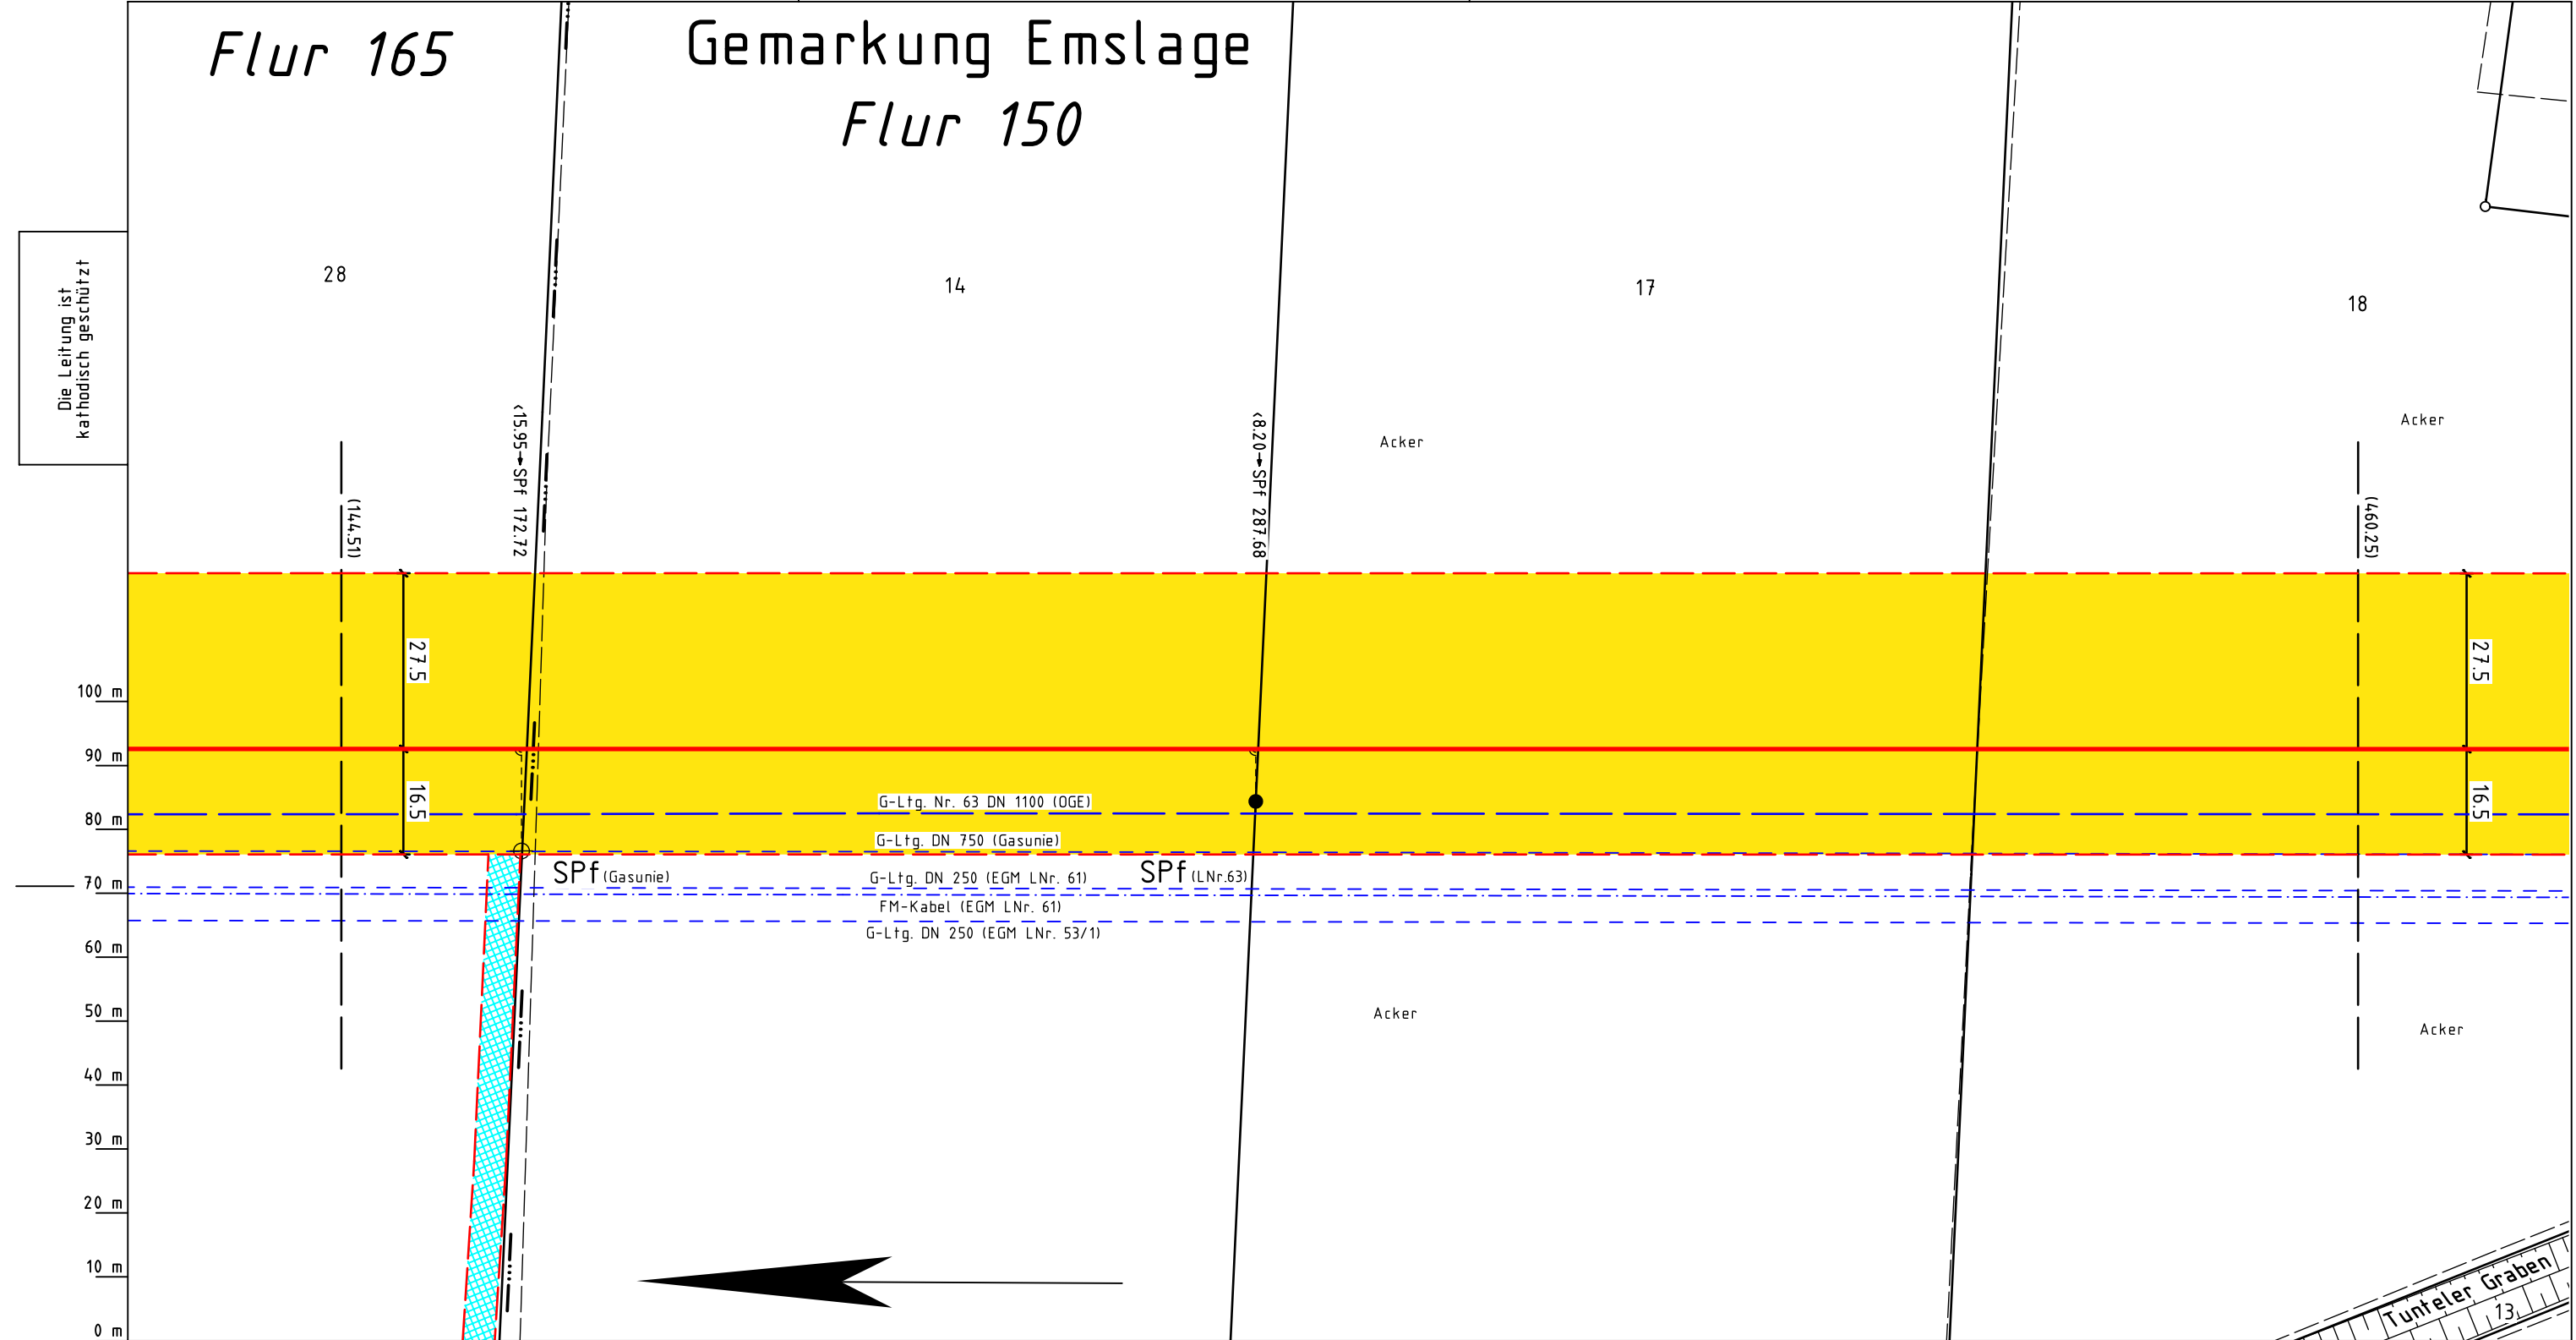 Flur 165
Gemarkung Emslage
Flur 150
Die Leitung ist
kathodisch geschützt
28
14
17
18
Acker
Acker
<15.95→SPf 172.72
<8.20→SPf 287.68
(144.51)
(460.25)
27.5
27.5
16.5
16.5
100 m
90 m
80 m
70 m
60 m
50 m
40 m
30 m
20 m
10 m
0 m
G-Ltg. Nr. 63 DN 1100 (OGE)
G-Ltg. DN 750 (Gasunie)
SPf (Gasunie)
G-Ltg. DN 250 (EGM LNr. 61)
SPf (LNr.63)
FM-Kabel (EGM LNr. 61)
G-Ltg. DN 250 (EGM LNr. 53/1)
Acker
Acker
Tunteler Graben
13